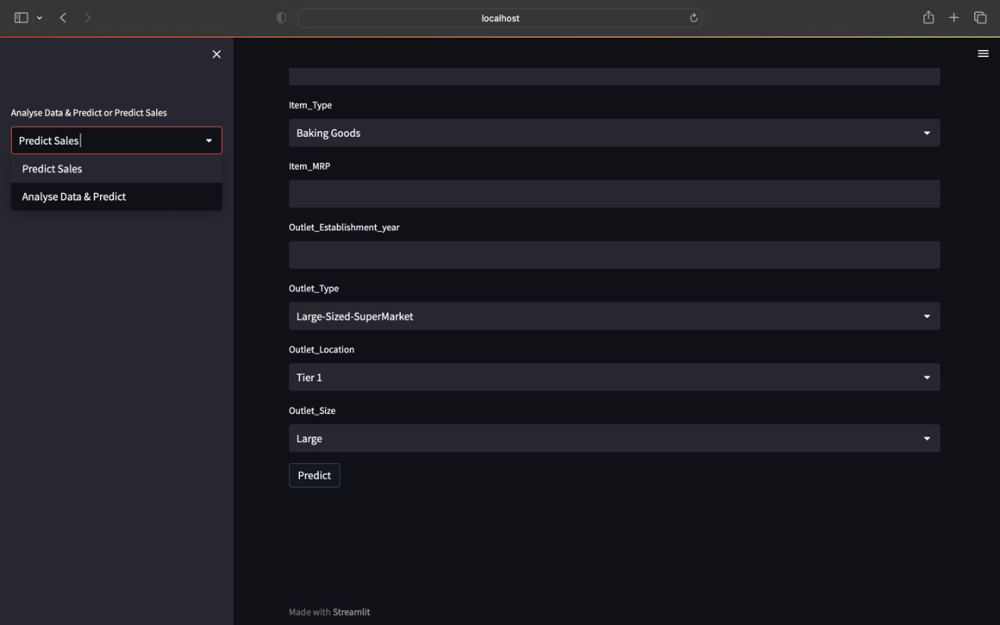 localhost
Analyse Data & Predict or Predict Sales
Predict Sales
Predict Sales
Analyse Data & Predict
Item_Type
Baking Goods
Item_MRP
Outlet_Establishment_year
Outlet_Type
Large-Sized-SuperMarket
Outlet_Location
Tier 1
Outlet_Size
Large
Predict
Made with Streamlit